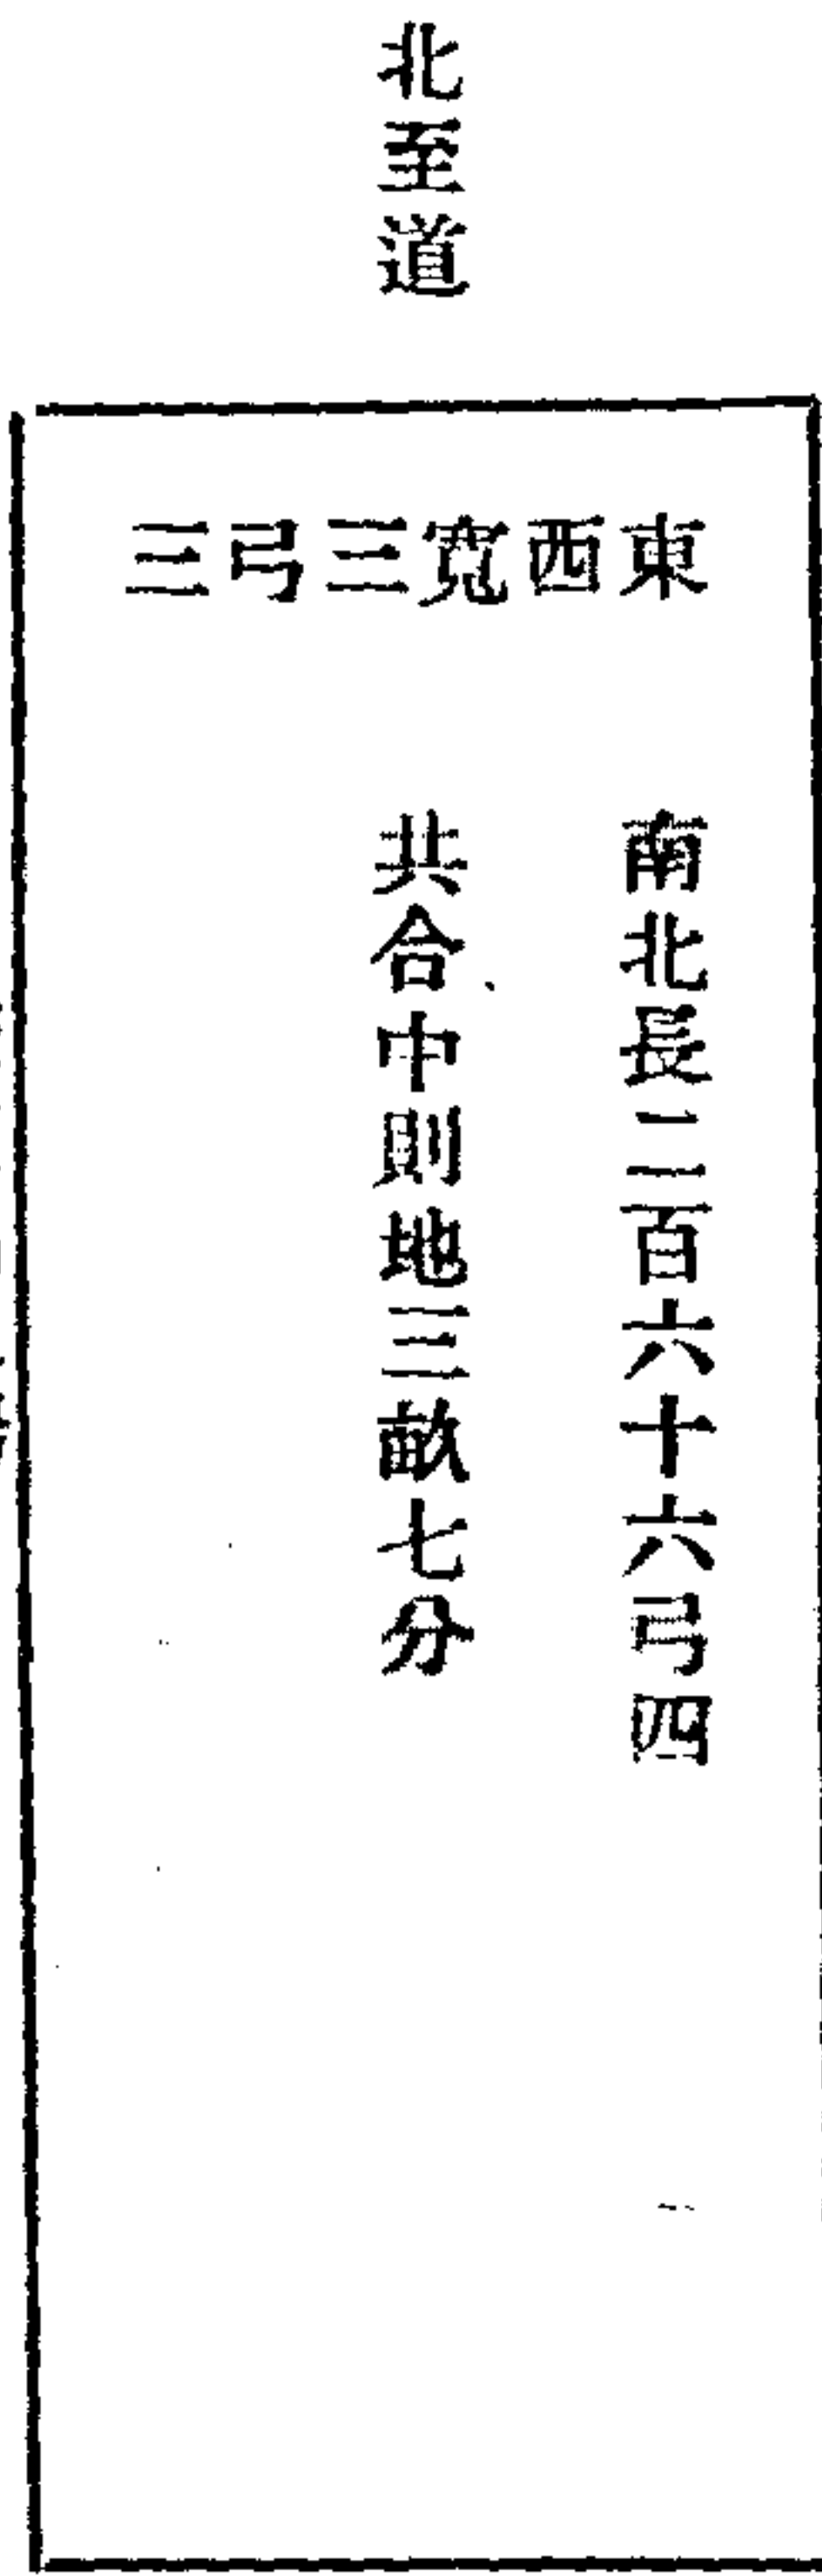 北至道
東西寬三弓三
南北長二百六十六弓四
共合中則地三畝七分